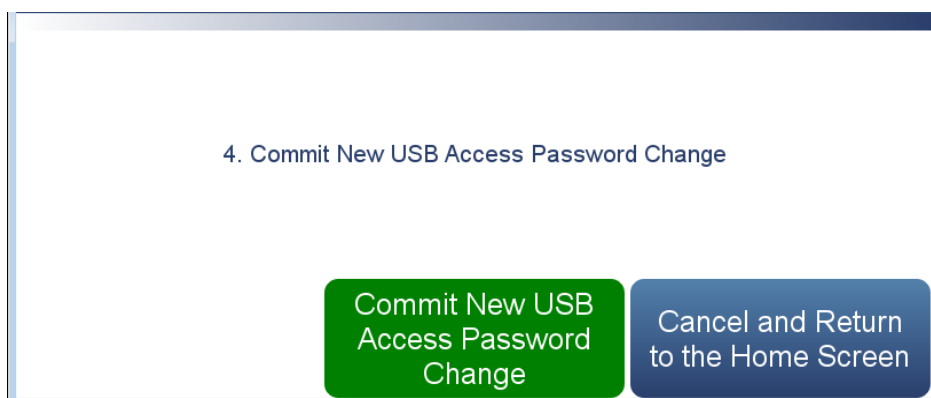 4. Commit New USB Access Password Change
Commit New USB
Access Password
Change
Cancel and Return
to the Home Screen